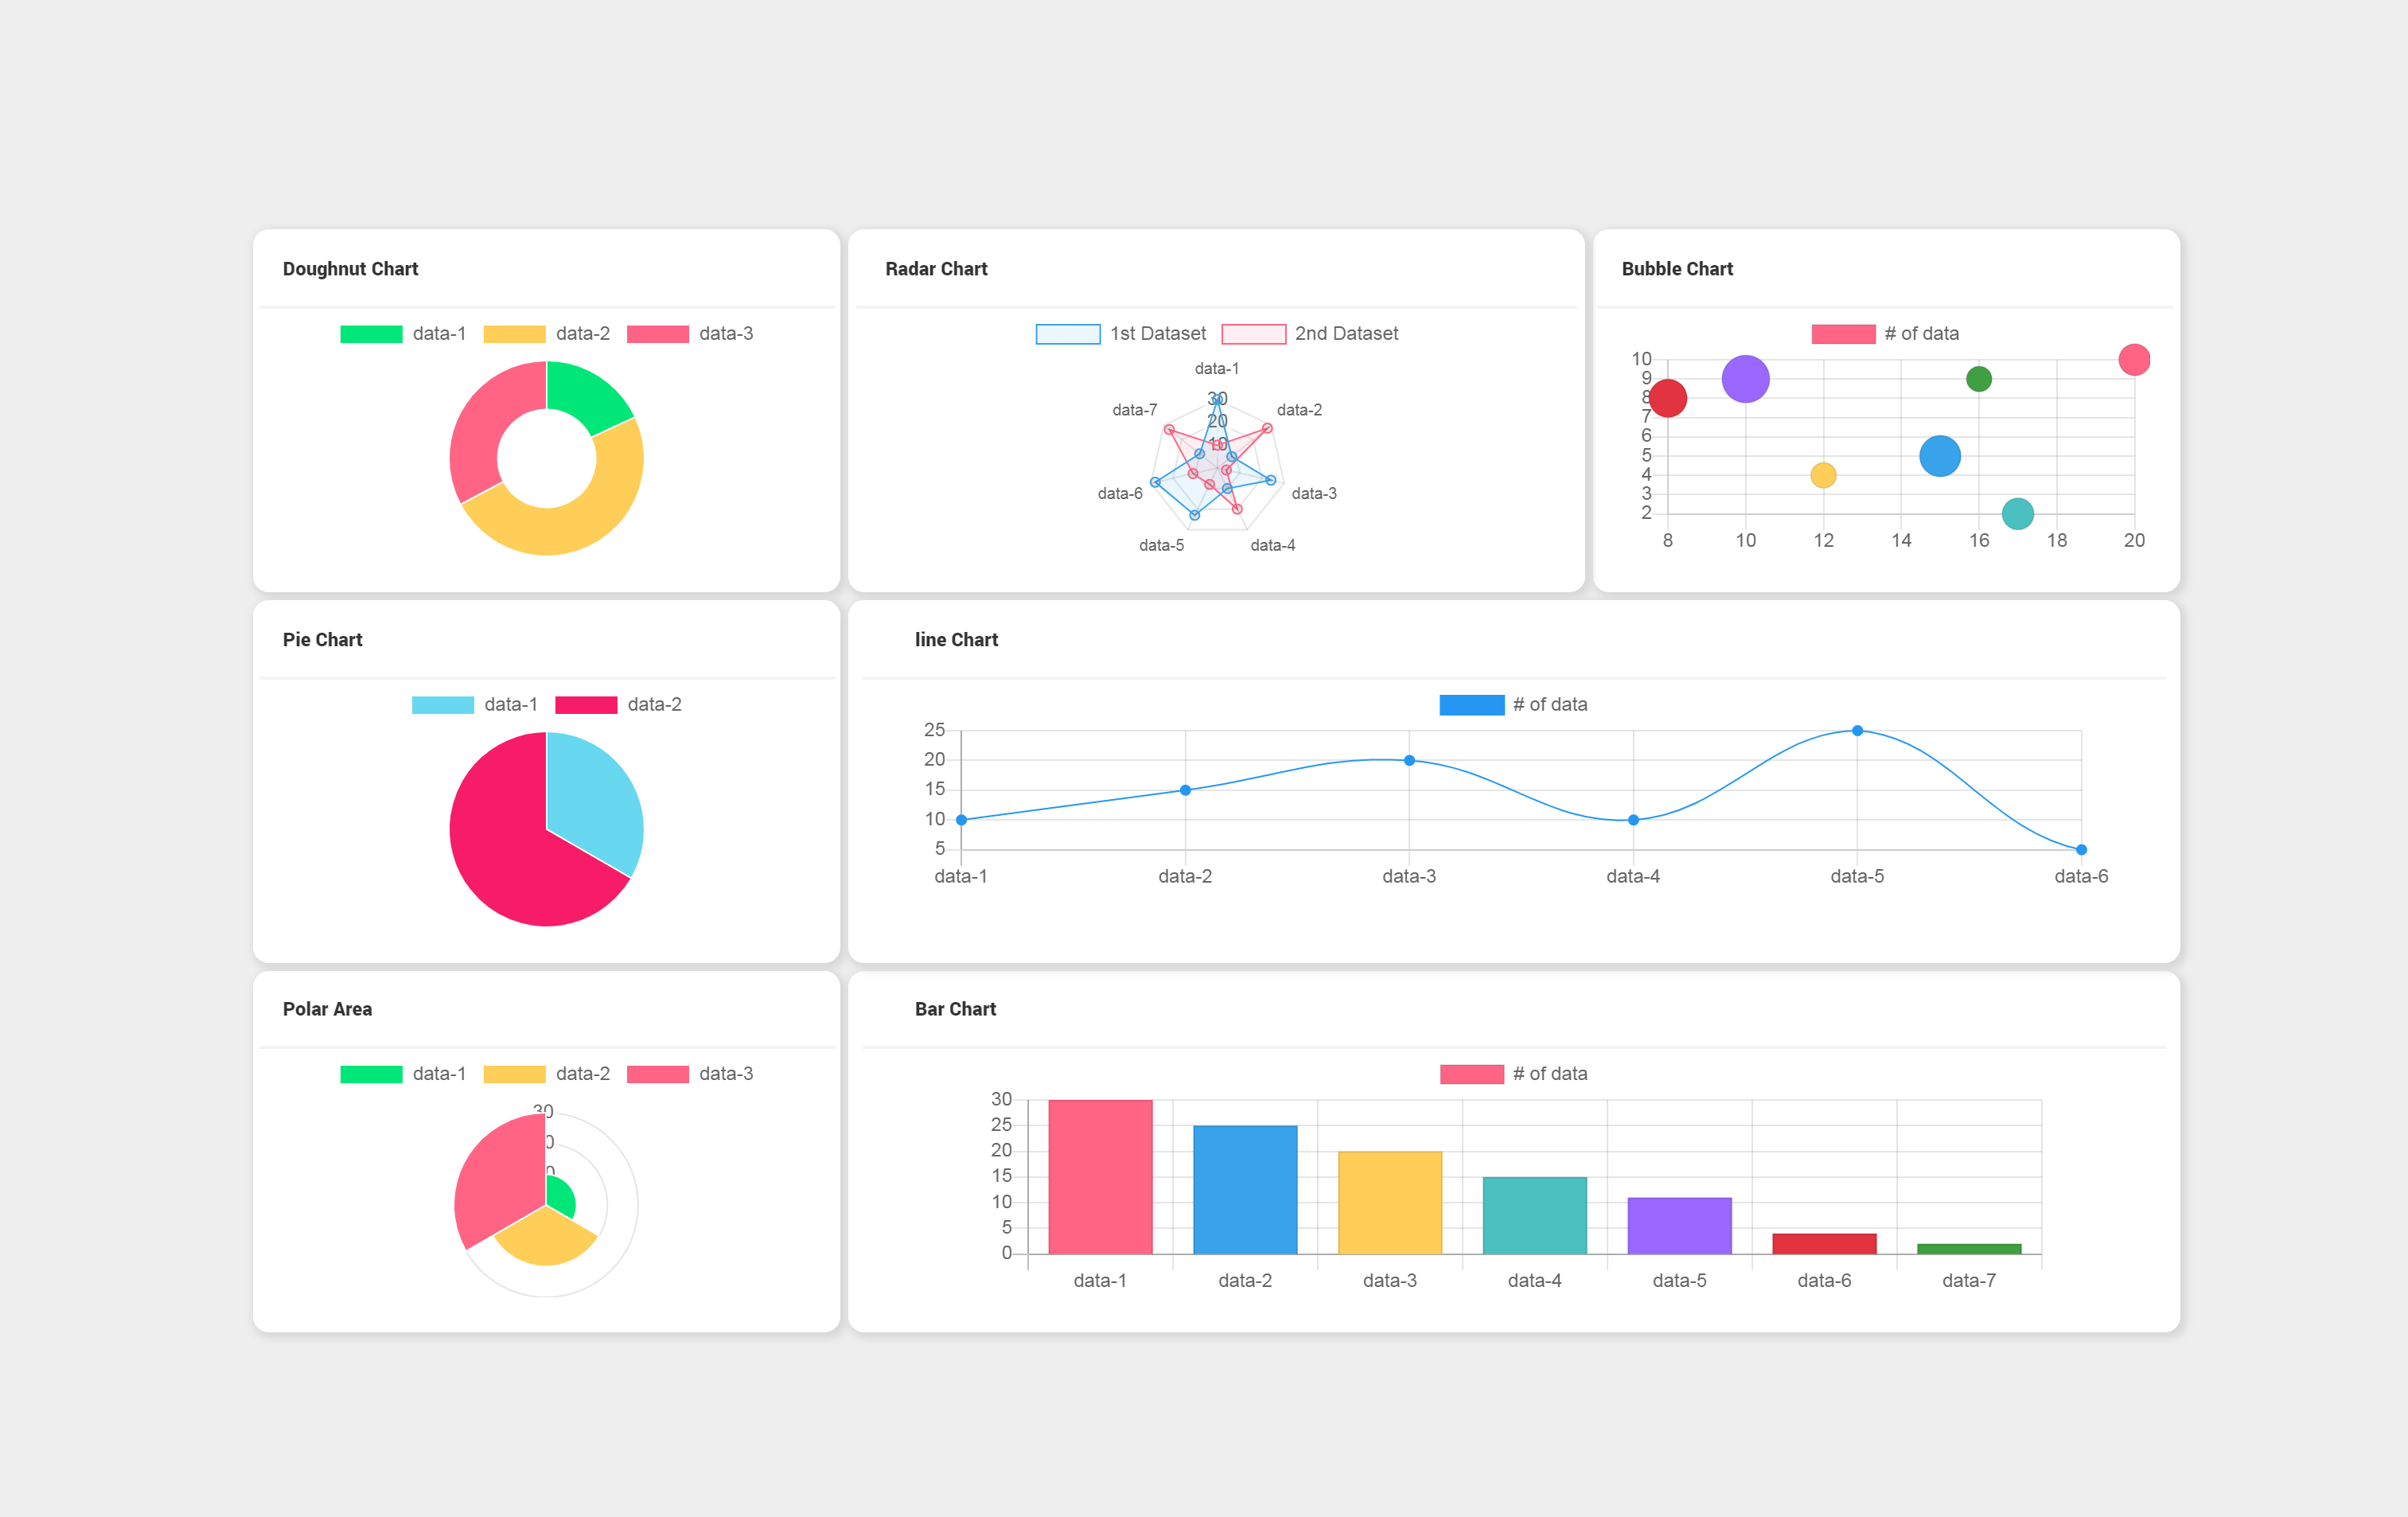 Doughnut Chart
data-1 data-2 data-3
Radar Chart
1st Dataset 2nd Dataset
data-1
30
data-7 data-2
20
10
data-6 data-3
data-5 data-4
Bubble Chart
# of data
10
9
8
7
6
5
4
3
2
8 10 12 14 16 18 20
Pie Chart
data-1 data-2
line Chart
# of data
25
20
15
10
5
data-1 data-2 data-3 data-4 data-5 data-6
Polar Area
data-1 data-2 data-3
30
0
0
Bar Chart
# of data
30
25
20
15
10
5
0
data-1 data-2 data-3 data-4 data-5 data-6 data-7